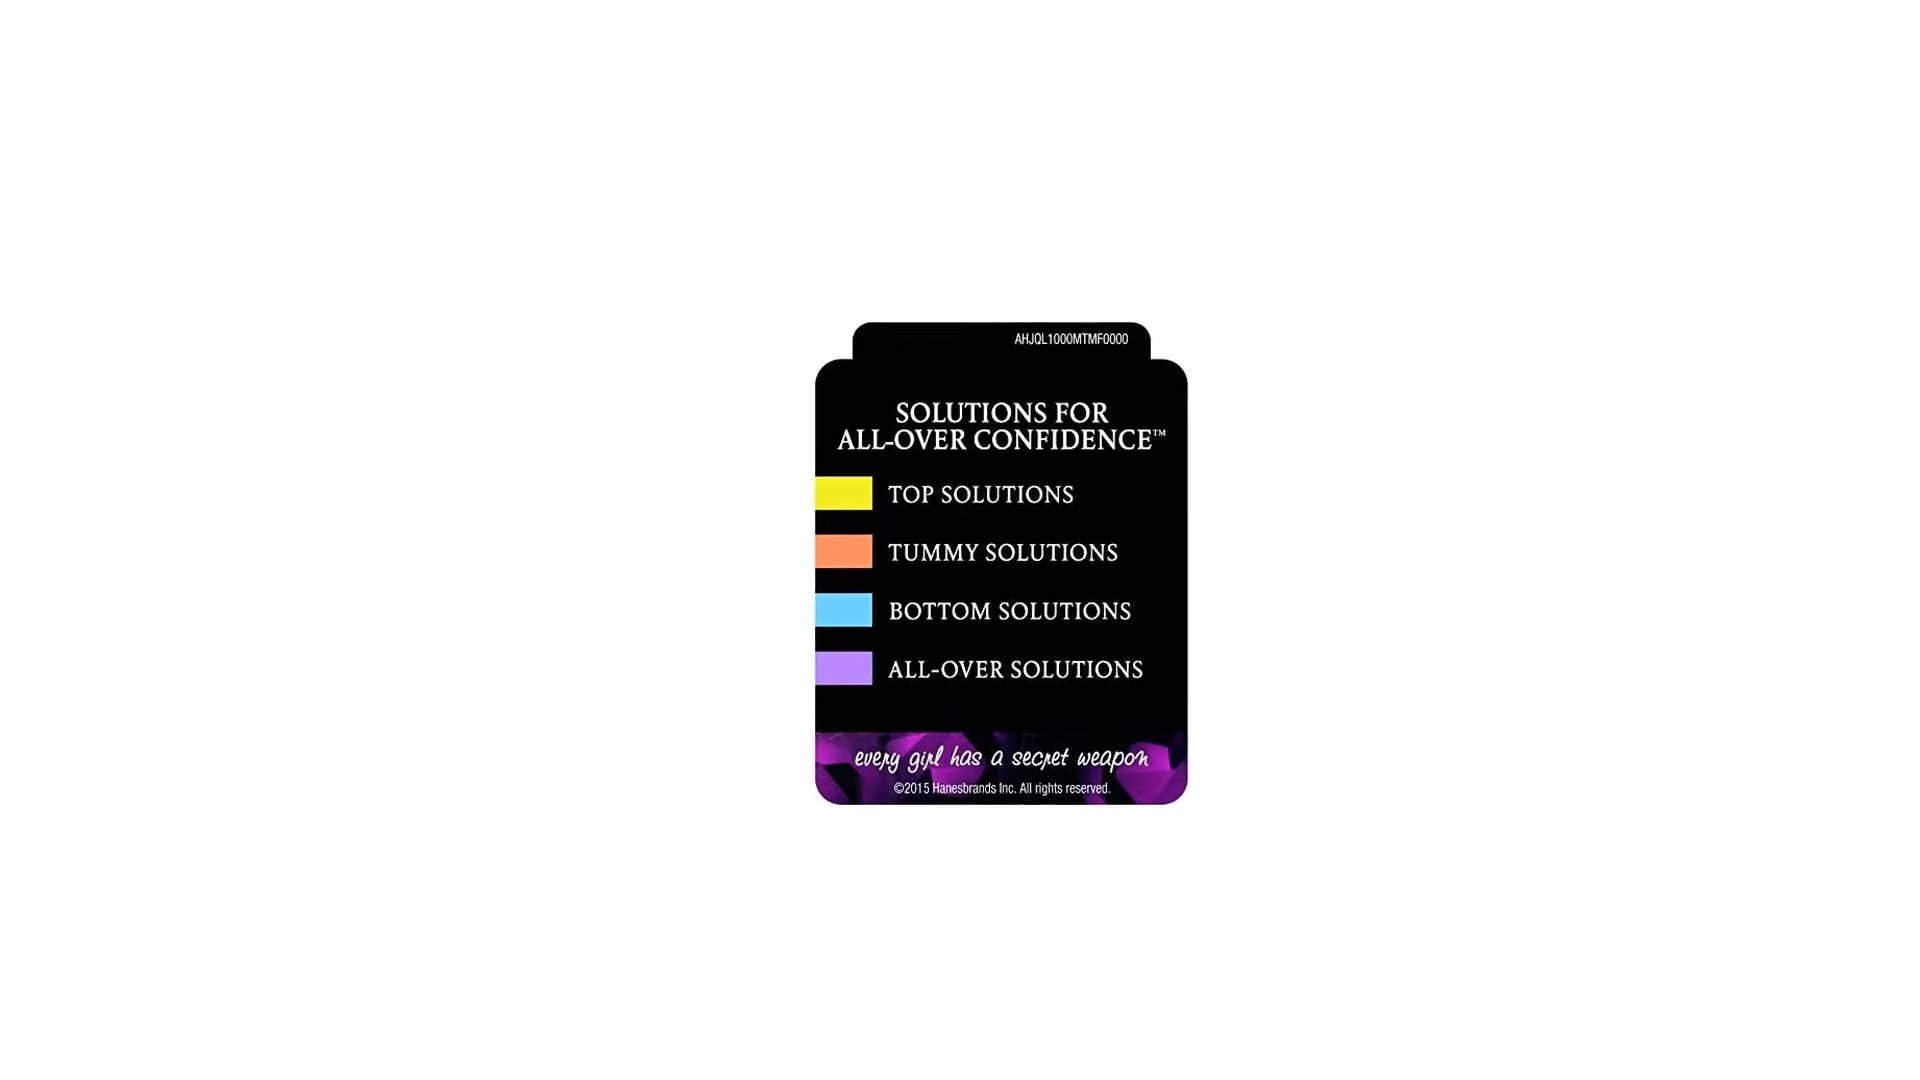 AHJQL1000MTMF0000
SOLUTIONS FOR
ALL-OVER CONFIDENCE™
TOP SOLUTIONS
TUMMY SOLUTIONS
BOTTOM SOLUTIONS
ALL-OVER SOLUTIONS
every girl has a secret weapon
©2015 Hanesbrands Inc. All rights reserved.